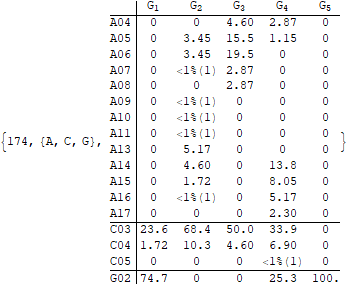 G1 G2 G3 G4 G5
A04 0 0 4.60 2.87 0
A05 0 3.45 15.5 1.15 0
A06 0 3.45 19.5 0 0
A07 0 <1%(1) 2.87 0 0
A08 0 0 2.87 0 0
A09 0 <1%(1) 0 0 0
A10 0 <1%(1) 0 0 0
A11 0 <1%(1) 0 0 0
{174, {A, C, G}, A13 0 5.17 0 0 0 }
A14 0 4.60 0 13.8 0
A15 0 1.72 0 8.05 0
A16 0 <1%(1) 0 5.17 0
A17 0 0 0 2.30 0
C03 23.6 68.4 50.0 33.9 0
C04 1.72 10.3 4.60 6.90 0
C05 0 0 0 <1%(1) 0
G02 74.7 0 0 25.3 100.